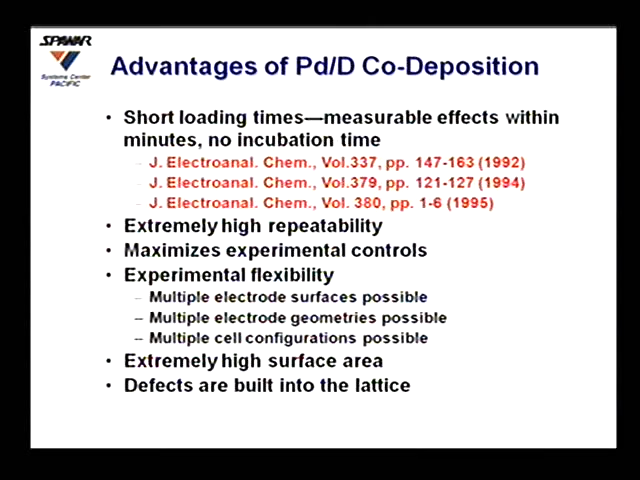 SPAWAR
Systems Center
PACIFIC
Advantages of Pd/D Co-Deposition
• Short loading times—measurable effects within
minutes, no incubation time
– J. Electroanal. Chem., Vol.337, pp. 147-163 (1992)
– J. Electroanal. Chem., Vol.379, pp. 121-127 (1994)
– J. Electroanal. Chem., Vol. 380, pp. 1-6 (1995)
• Extremely high repeatability
• Maximizes experimental controls
• Experimental flexibility
– Multiple electrode surfaces possible
– Multiple electrode geometries possible
– Multiple cell configurations possible
• Extremely high surface area
• Defects are built into the lattice